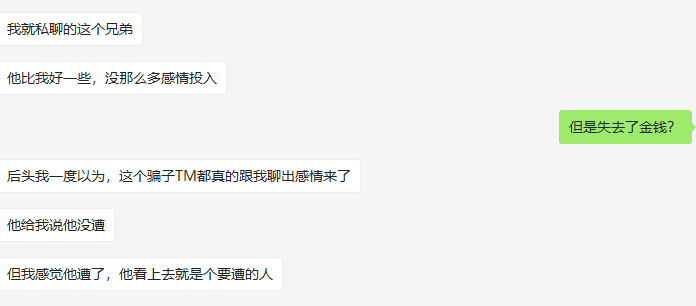 我就私聊的这个兄弟
他比我好一些，没那么多感情投入
但是失去了金钱？
后头我一度以为，这个骗子TM都真的跟我聊出感情来了
他给我说他没遭
但我感觉他遭了，他看上去就是个要遭的人